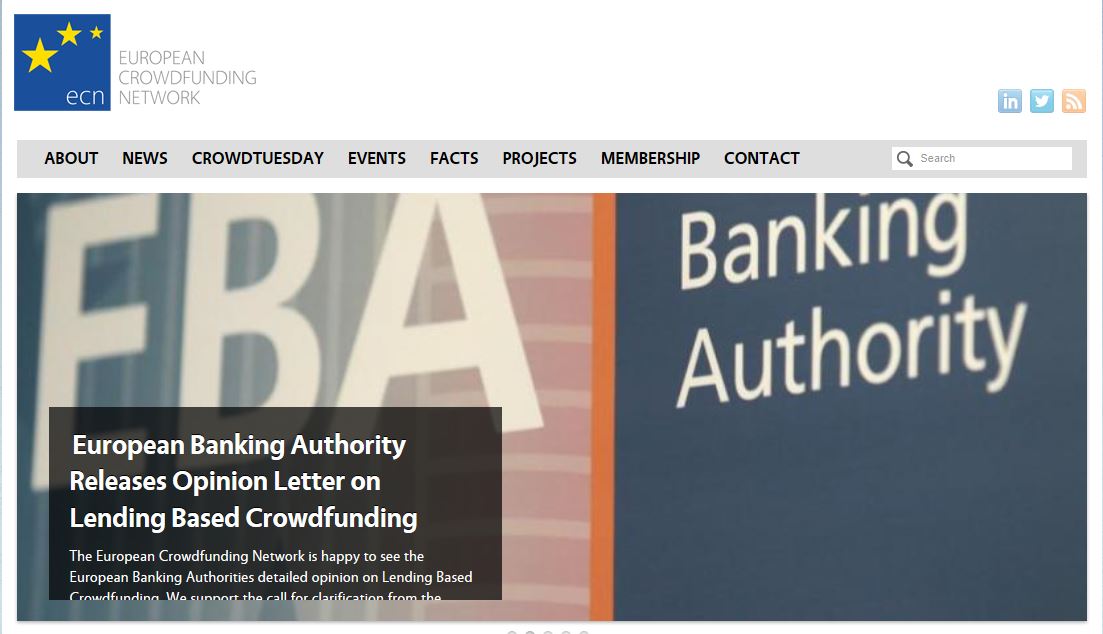 ecn
EUROPEAN
CROWDFUNDING
NETWORK
in
ABOUT NEWS CROWDTUESDAY EVENTS FACTS PROJECTS MEMBERSHIP CONTACT
Search
EBA
Banking
Authority
European Banking Authority
Releases Opinion Letter on
Lending Based Crowdfunding
The European Crowdfunding Network is happy to see the
European Banking Authorities detailed opinion on Lending Based
Crowdfunding. We support the call for clarification from the